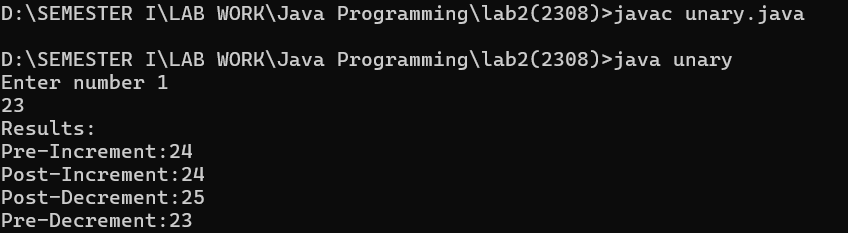 D:\SEMESTER I\LAB WORK\Java Programming\lab2(2308)>javac unary.java
D:\SEMESTER I\LAB WORK\Java Programming\lab2(2308)>java unary
Enter number 1
23
Results:
Pre-Increment:24
Post-Increment:24
Post-Decrement:25
Pre-Decrement:23